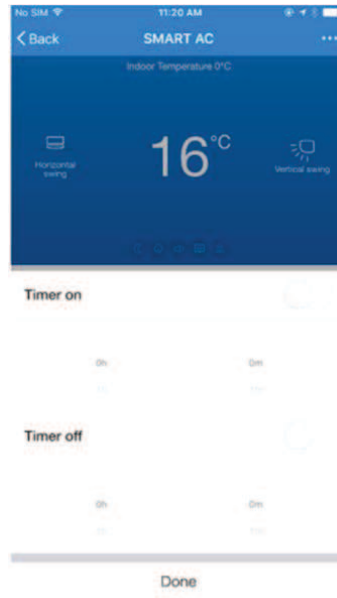 No SIM 11:20 AM
Back SMART AC
Indoor Temperature 0°C
16°C
Horizontal swing
Vertical swing
Timer on
0h 0m
Timer off
0h 0m
Done